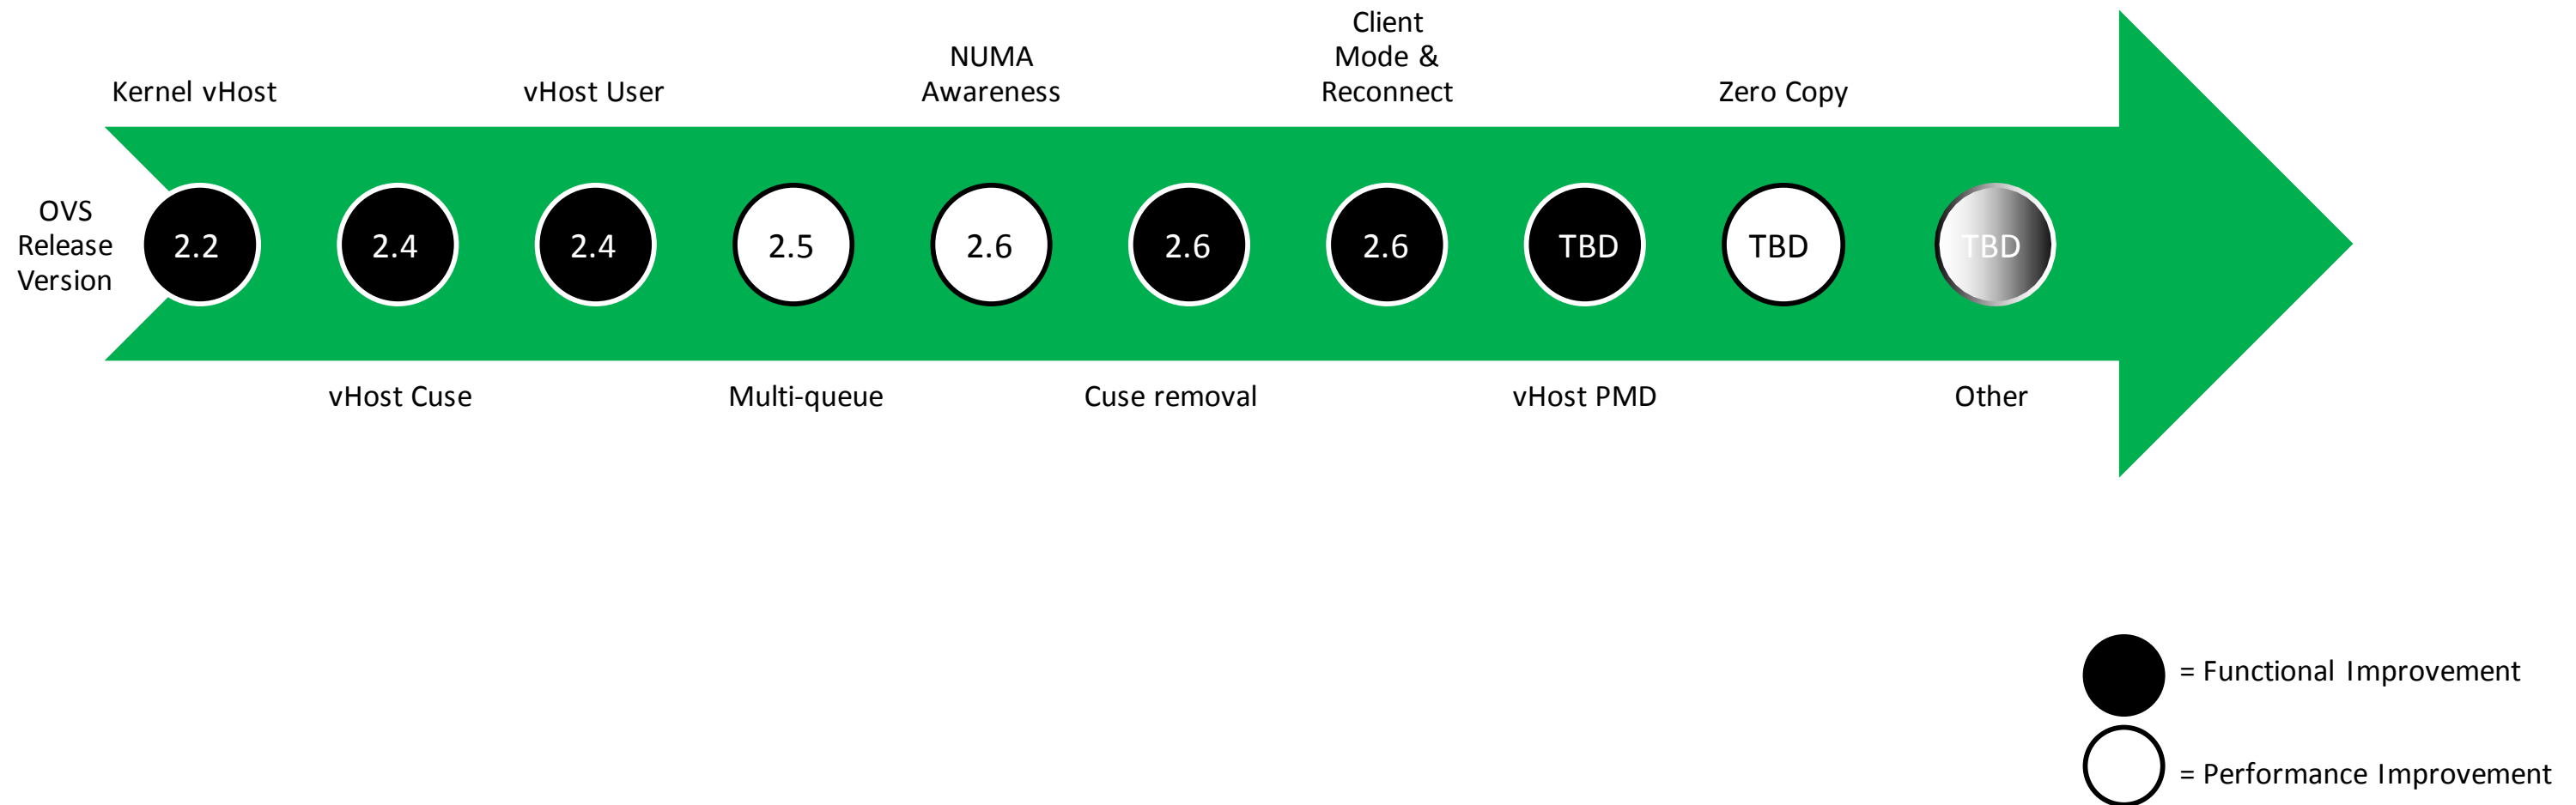 Client
Mode &
Reconnect
NUMA
Awareness
Kernel vHost
vHost User
Zero Copy
OVS
Release
Version
2.2
2.4
2.4
2.5
2.6
2.6
2.6
TBD
TBD
TBD
vHost Cuse
Multi-queue
Cuse removal
vHost PMD
Other
= Functional Improvement
= Performance Improvement